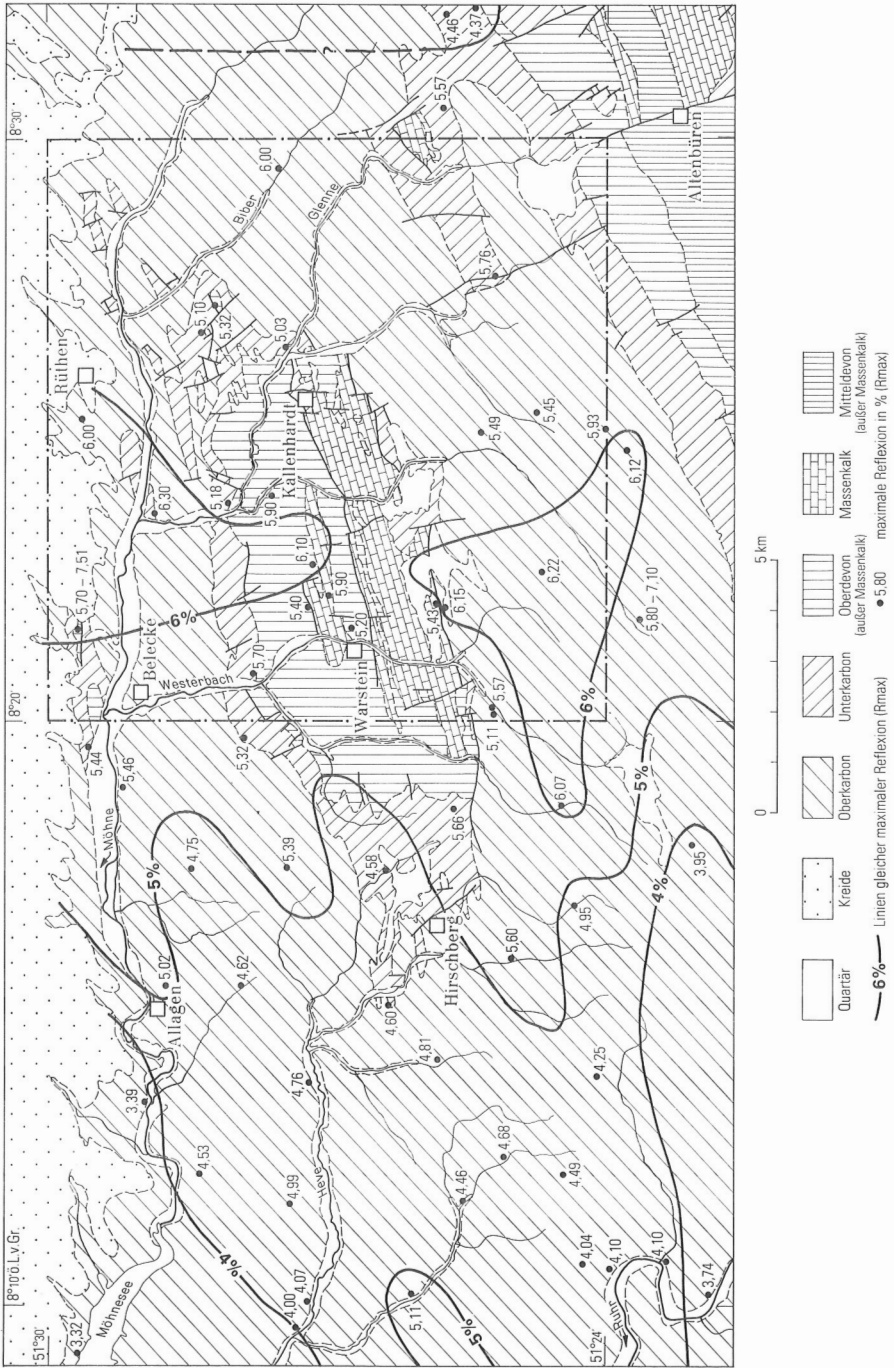 8°10' ö.L.v.Gr.
8°20'
8°30'
51°30'
51°24'
3,32
Möhnesee
3,39
Allagen
5,02
Möhne
5,44
5,46
5,70 - 7,51
Belecke
6,30
6,00
Rüthen
4,46
4,37
?
4,53
4,62
4,75
5%
5,32
Westerbach
5,70
6%
5,18
5,10
5,32
Biber
6,00
4,99
4%
4,00
4,07
Heve
4,76
5,39
5,90
5,03
Glenne
6,10
5,40
5,90
5,20
Warstein
Kallenhardt
5,57
4,60
4,58
4,81
Hirschberg
5,66
5,43
6,15
5,11
5%
4,46
4,68
4,49
5,60
5,11
5,57
5,49
5,76
5,45
4,04
4,10
4,25
4,95
6,07
6%
6,22
5,93
6,12
Ruhr
4,10
3,74
4%
3,95
5%
5,80 - 7,10
Altenbüren
0
5 km
Quartär
Kreide
Oberkarbon
Unterkarbon
Oberdevon
(außer Massenkalk)
Massenkalk
Mitteldevon
(außer Massenkalk)
6% Linien gleicher maximaler Reflexion (Rmax)
5,80 maximale Reflexion in % (Rmax)